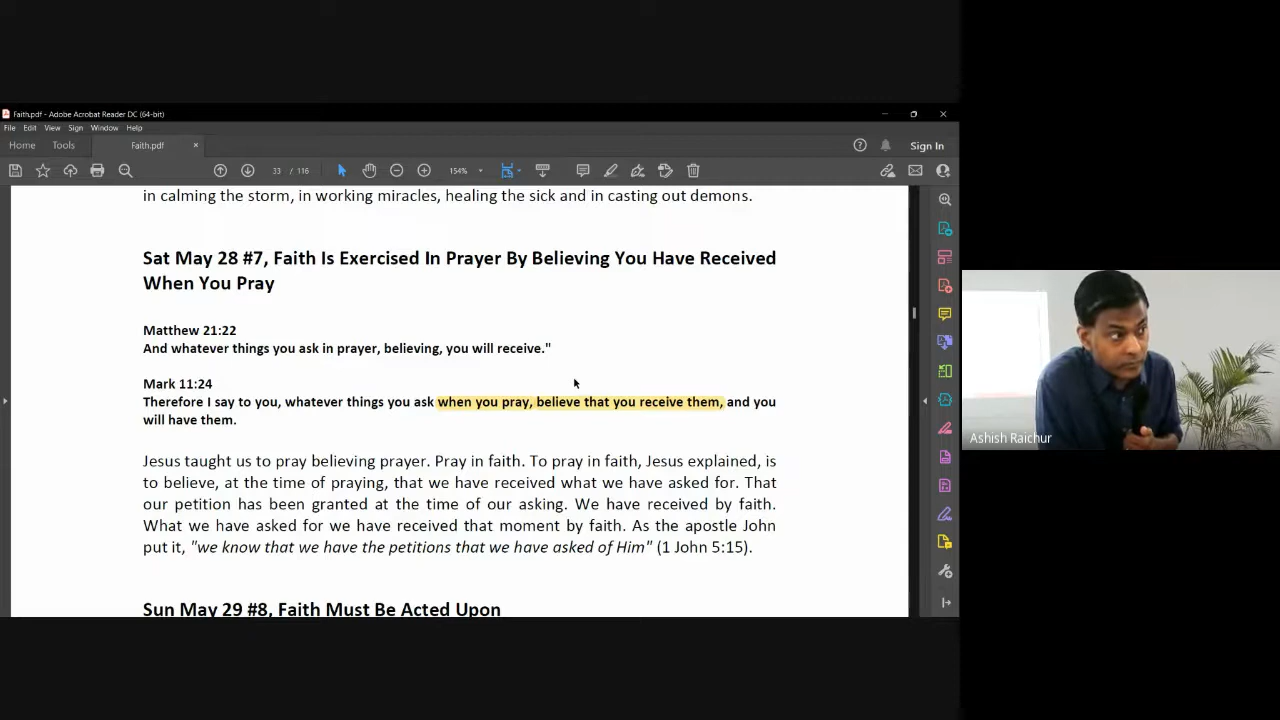 Faith.pdf - Adobe Acrobat Reader DC (64-bit)
File Edit View Sign Window Help
Home Tools Faith.pdf × Sign In
33 / 116 154%
in calming the storm, in working miracles, healing the sick and in casting out demons.
Sat May 28 #7, Faith Is Exercised In Prayer By Believing You Have Received
When You Pray
Matthew 21:22
And whatever things you ask in prayer, believing, you will receive."
Mark 11:24
Therefore I say to you, whatever things you ask when you pray, believe that you receive them, and you
will have them.
Jesus taught us to pray believing prayer. Pray in faith. To pray in faith, Jesus explained, is
to believe, at the time of praying, that we have received what we have asked for. That
our petition has been granted at the time of our asking. We have received by faith.
What we have asked for we have received that moment by faith. As the apostle John
put it, "we know that we have the petitions that we have asked of Him" (1 John 5:15).
Sun May 29 #8, Faith Must Be Acted Upon
Ashish Raichur